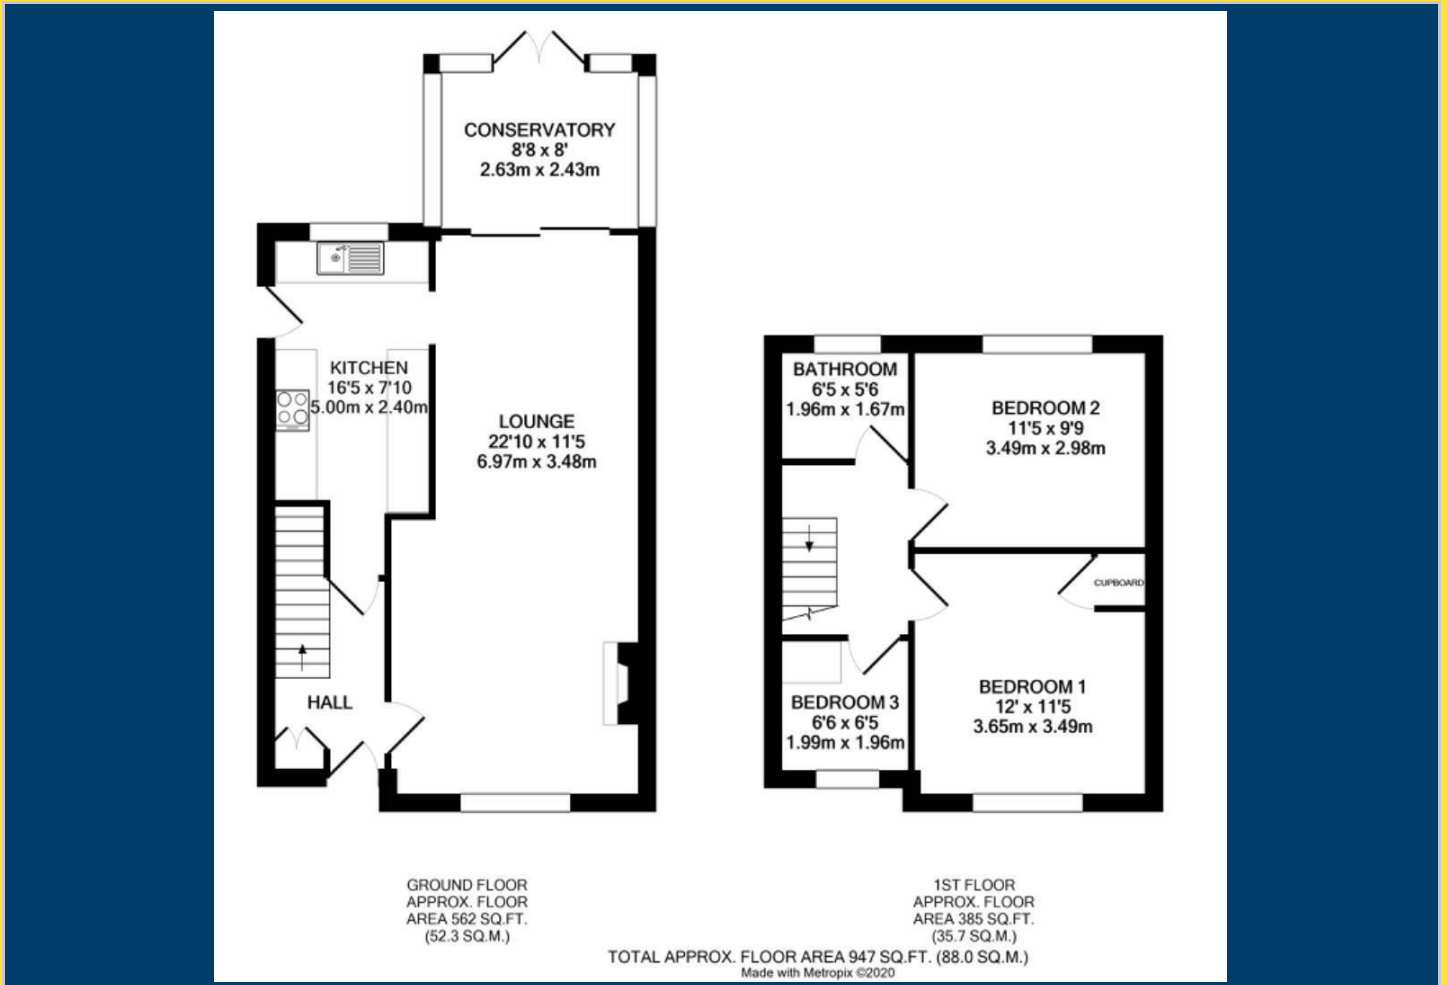 CONSERVATORY
8'8 x 8'
2.63m x 2.43m
KITCHEN
16'5 x 7'10
5.00m x 2.40m
LOUNGE
22'10 x 11'5
6.97m x 3.48m
HALL
BATHROOM
6'5 x 5'6
1.96m x 1.67m
BEDROOM 2
11'5 x 9'9
3.49m x 2.98m
CUPBOARD
BEDROOM 1
12' x 11'5
3.65m x 3.49m
BEDROOM 3
6'6 x 6'5
1.99m x 1.96m
GROUND FLOOR
APPROX. FLOOR
AREA 562 SQ.FT.
(52.3 SQ.M.)
1ST FLOOR
APPROX. FLOOR
AREA 385 SQ.FT.
(35.7 SQ.M.)
TOTAL APPROX. FLOOR AREA 947 SQ.FT. (88.0 SQ.M.)
Made with Metropix ©2020